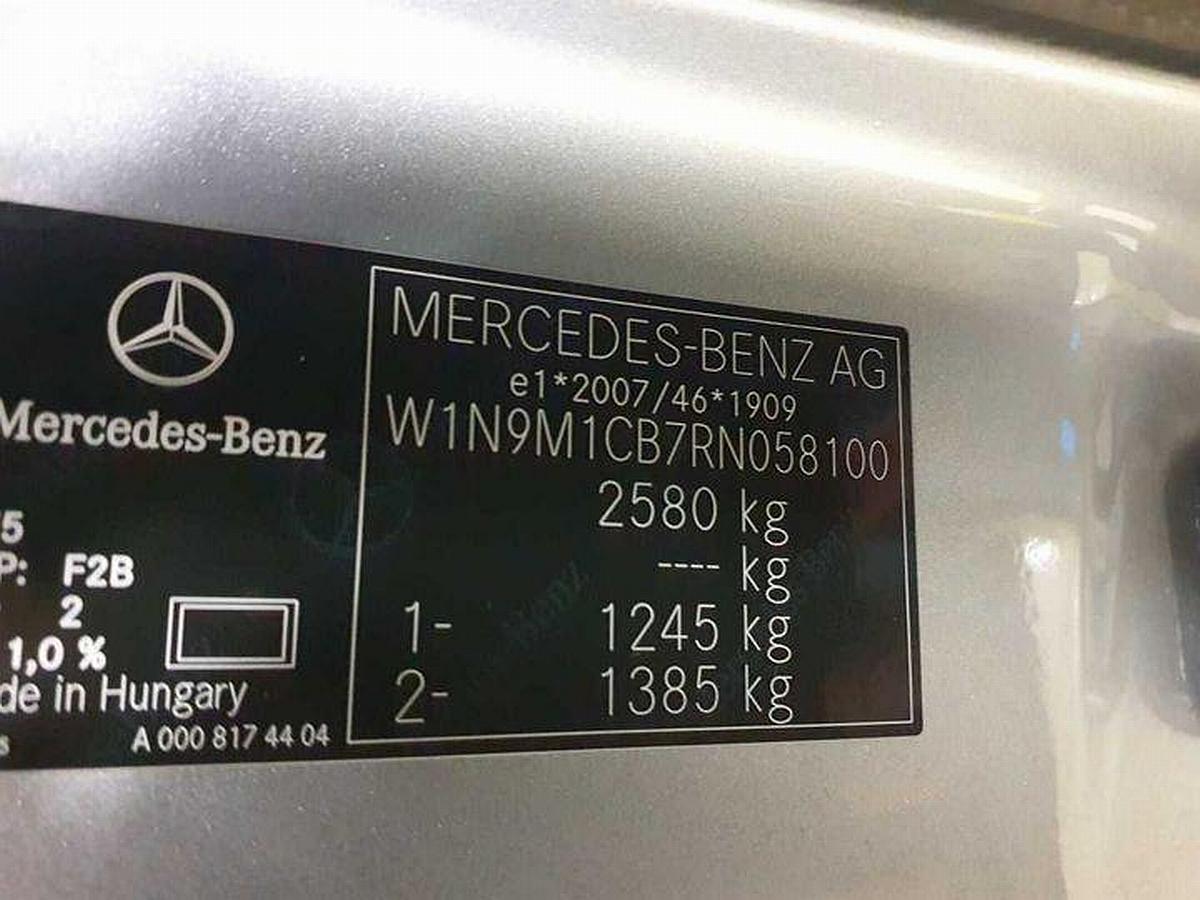 Mercedes-Benz
5
P: F2B
2
1,0 %
de in Hungary
s
A 000 817 44 04
MERCEDES-BENZ AG
e1*2007/46*1909
W1N9M1CB7RN058100
2580 kg
---- kg
1- 1245 kg
2- 1385 kg